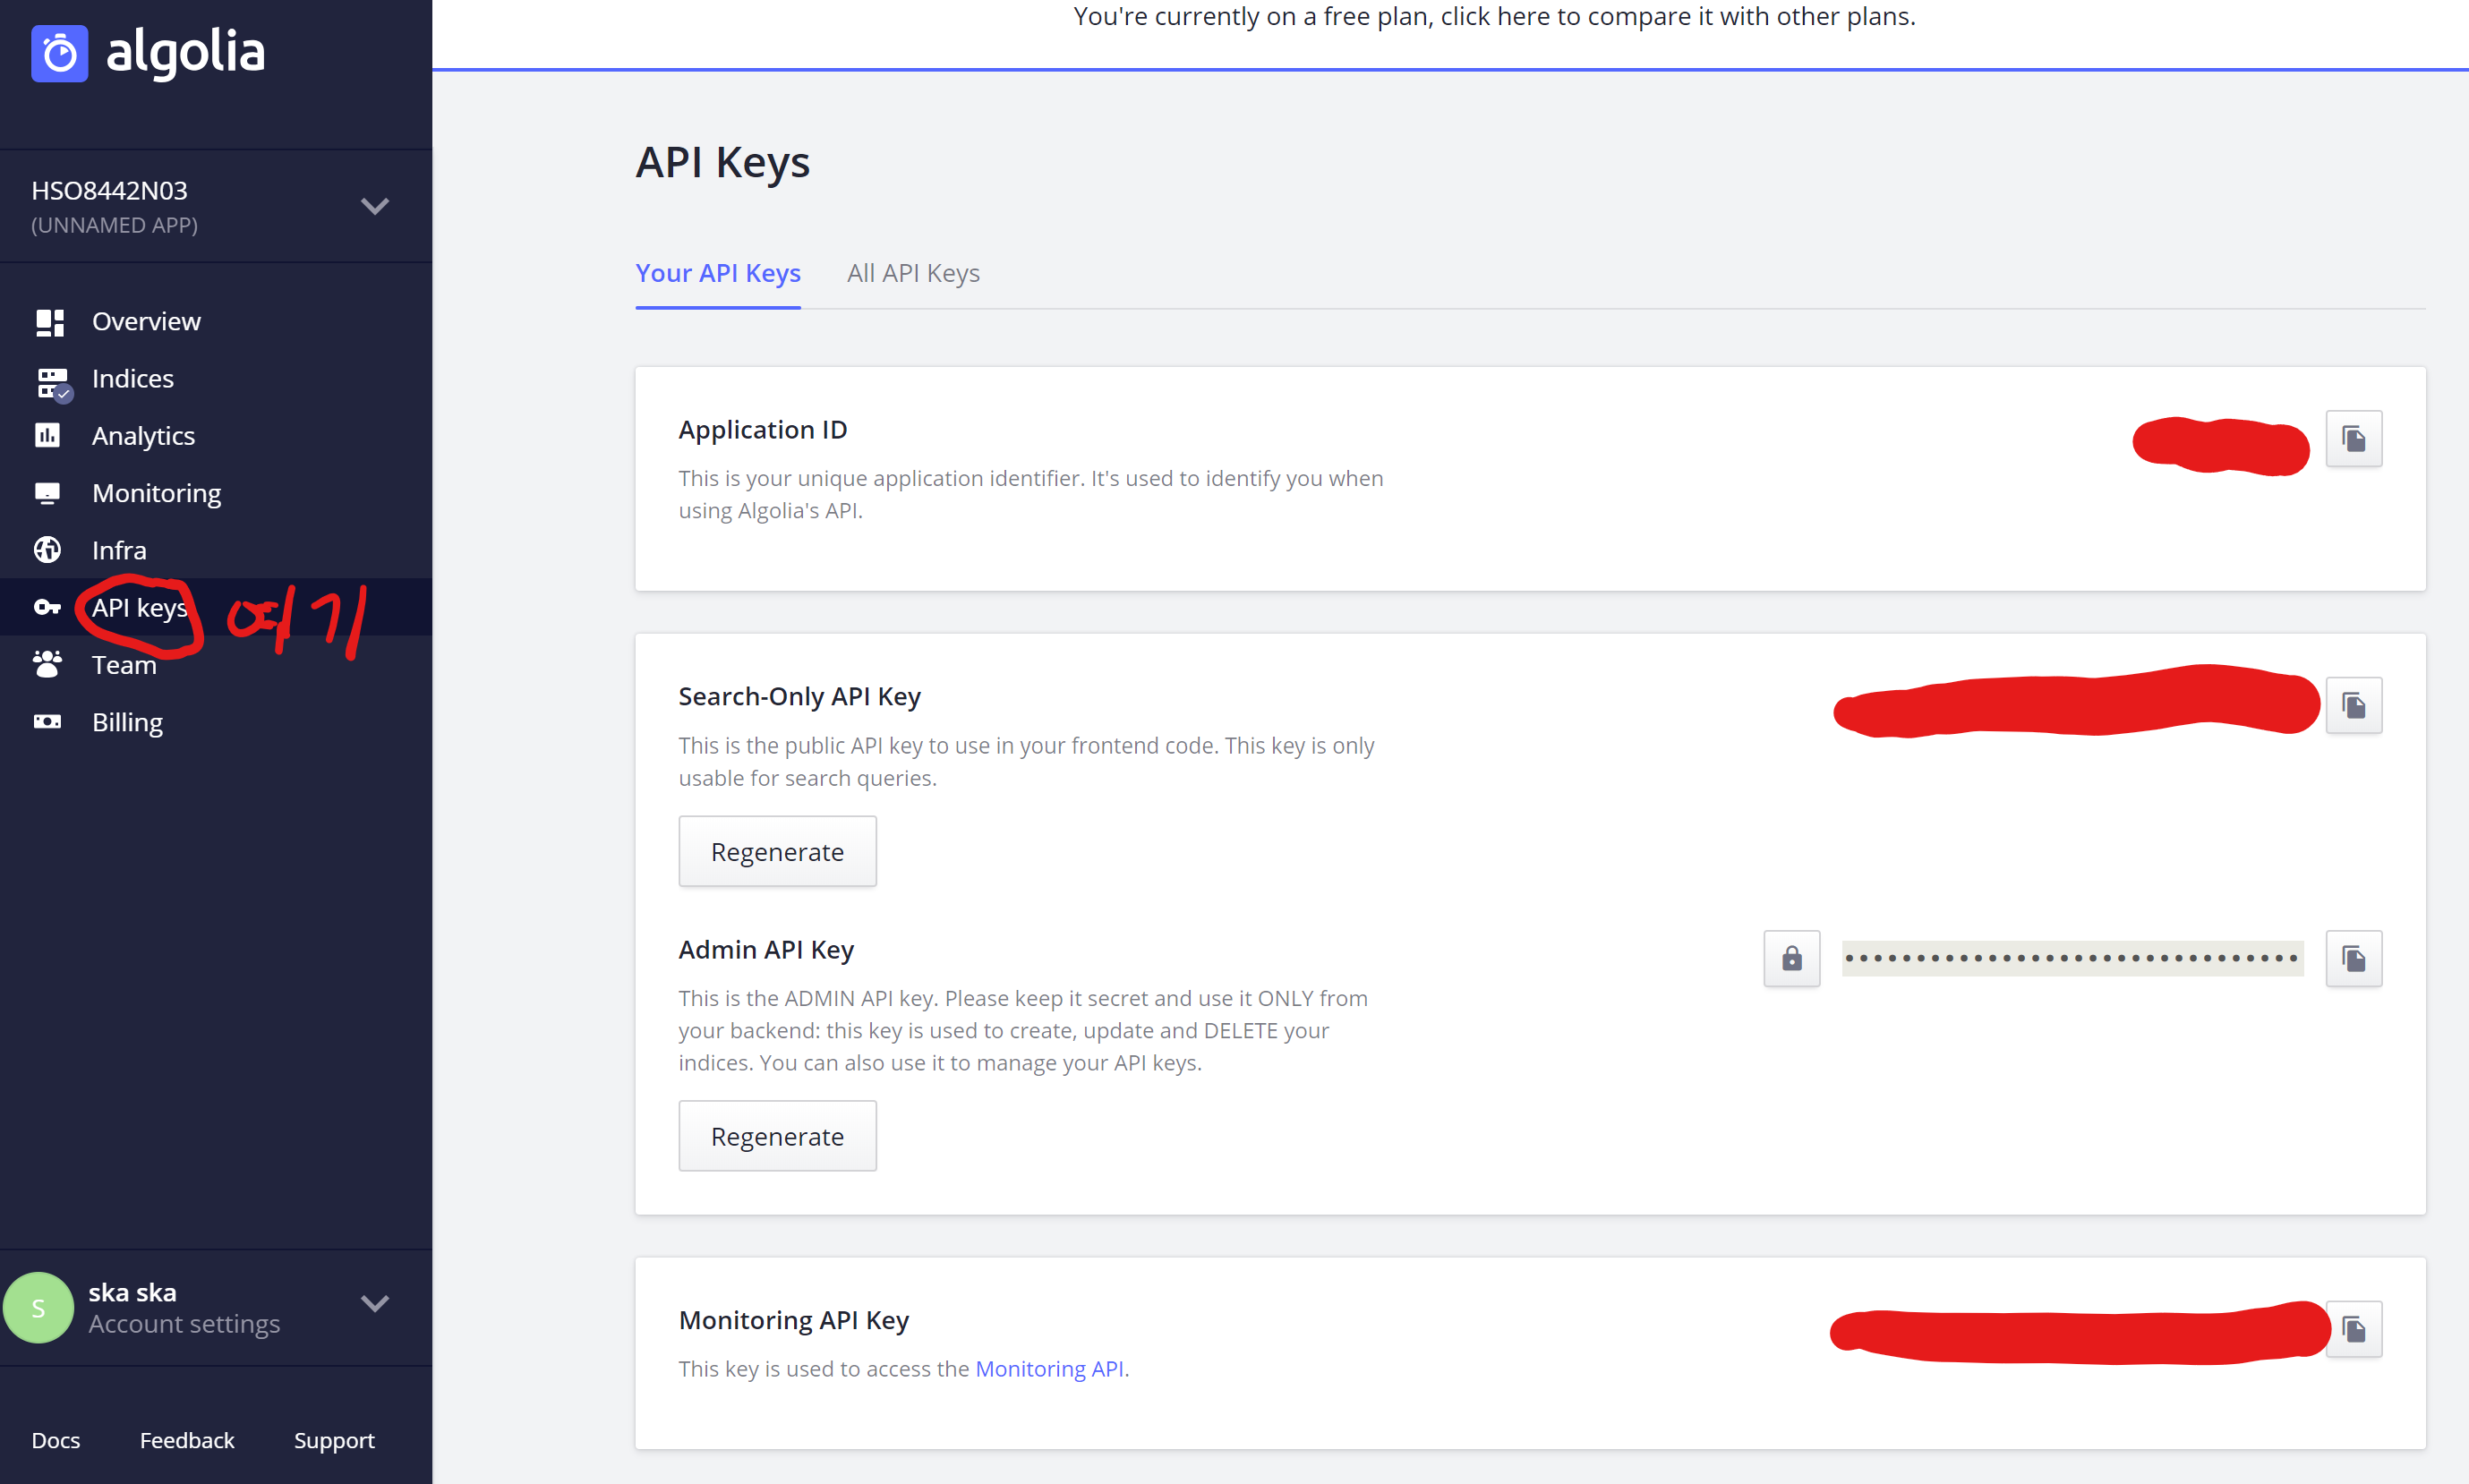 algolia
HSO8442N03
(UNNAMED APP)
Overview
Indices
Analytics
Monitoring
Infra
API keys
여기
Team
Billing
S
ska ska
Account settings
Docs
Feedback
Support
You're currently on a free plan, click here to compare it with other plans.
API Keys
Your API Keys
All API Keys
Application ID
This is your unique application identifier. It's used to identify you when
using Algolia's API.
Search-Only API Key
This is the public API key to use in your frontend code. This key is only
usable for search queries.
Regenerate
Admin API Key
This is the ADMIN API key. Please keep it secret and use it ONLY from
your backend: this key is used to create, update and DELETE your
indices. You can also use it to manage your API keys.
Regenerate
Monitoring API Key
This key is used to access the Monitoring API.